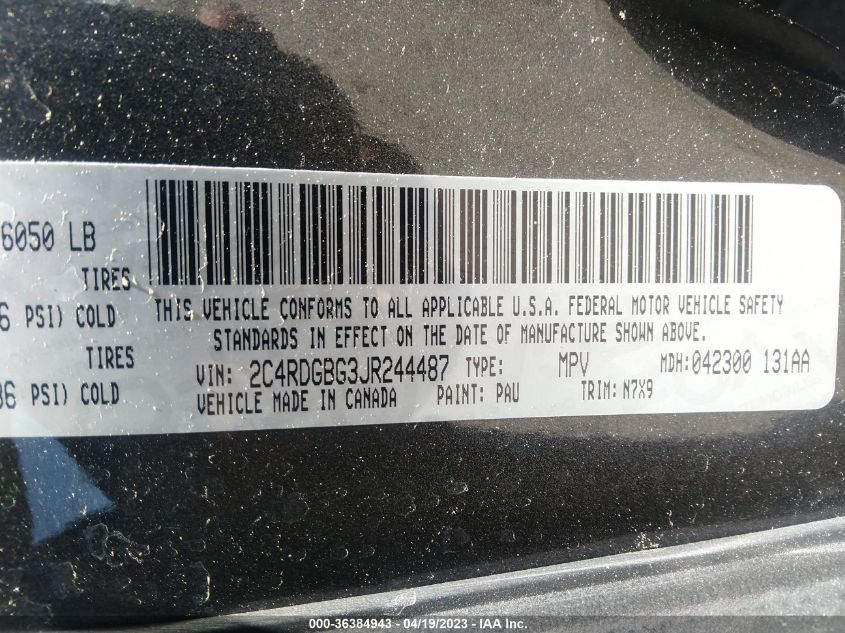 6050 LB
TIRES
6 PSI) COLD
TIRES
36 PSI) COLD
THIS VEHICLE CONFORMS TO ALL APPLICABLE U.S.A. FEDERAL MOTOR VEHICLE SAFETY
STANDARDS IN EFFECT ON THE DATE OF MANUFACTURE SHOWN ABOVE.
VIN: 2C4RDGBG3JR244487 TYPE: MPV MDH:042300 131AA
VEHICLE MADE IN CANADA PAINT: PAU TRIM: N7X9
000-36384943 - 04/19/2023 - IAA Inc.